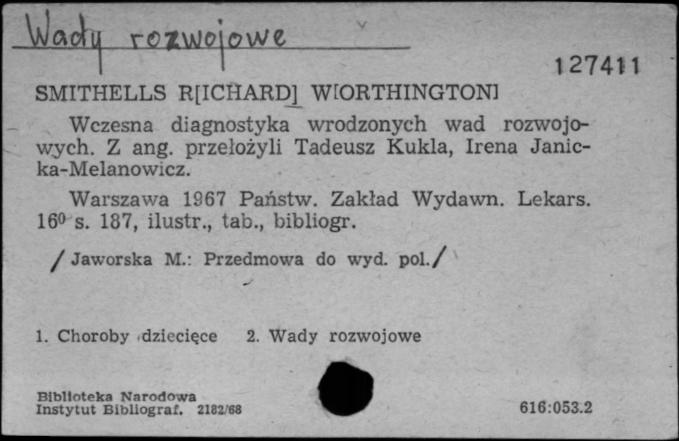 Wady rozwojowe
127411
SMITHELLS R[ICHARD] W[ORTHINGTON]
Wczesna diagnostyka wrodzonych wad rozwojo-
wych. Z ang. przełożyli Tadeusz Kukla, Irena Janic-
ka-Melanowicz.
Warszawa 1967 Państw. Zakład Wydawn. Lekars.
16⁰ s. 187, ilustr., tab., bibliogr.
/ Jaworska M.: Przedmowa do wyd. pol. /
1. Choroby dziecięce 2. Wady rozwojowe
Biblioteka Narodowa
Instytut Bibliograf. 2182/68
616:053.2